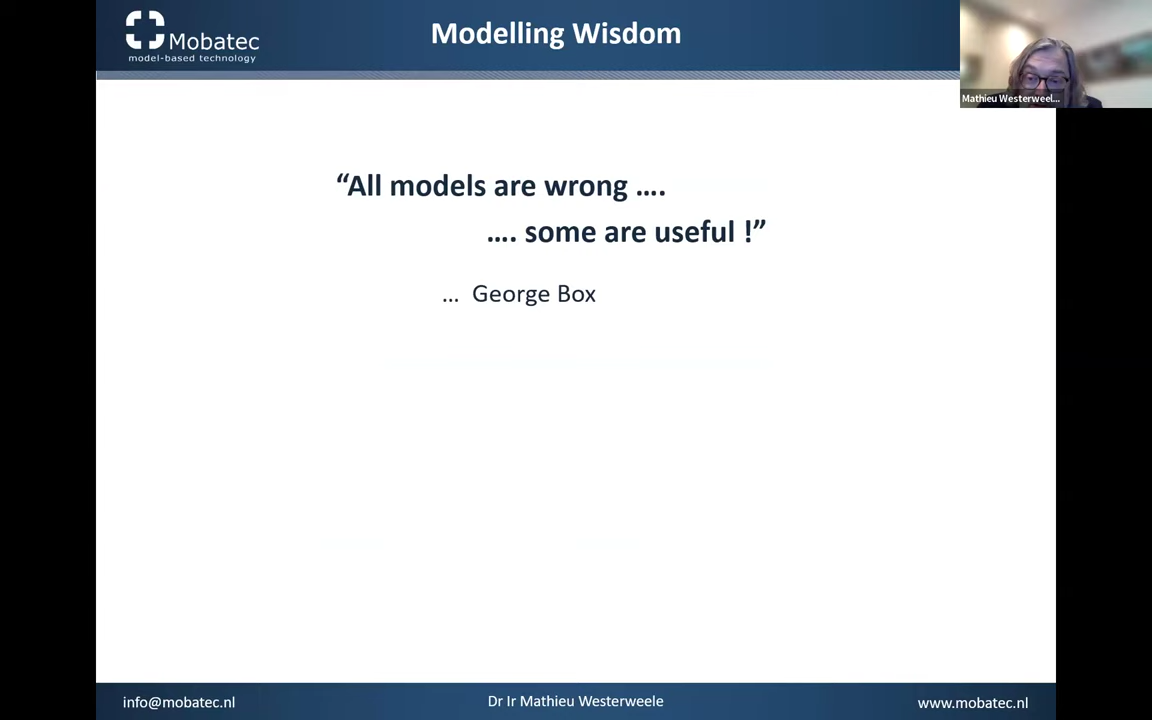 Mobatec
model-based technology
Modelling Wisdom
Mathieu Westerweel...
“All models are wrong ....
.... some are useful !”
... George Box
info@mobatec.nl
Dr Ir Mathieu Westerweele
www.mobatec.nl